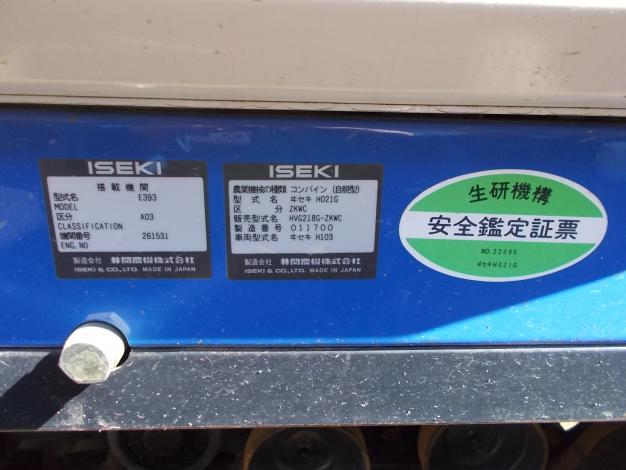 ISEKI
搭載機関
型式名 E393
MODEL
区分 A03
CLASSIFICATION
機関番号 261531
ENG.NO
製造会社 井関農機株式会社
ISEKI & CO.,LTD. MADE IN JAPAN
ISEKI
農業機械の種類 コンバイン (自脱型)
型式名 ヰセキ HO21G
区分 ZKWC
販売型式名 HVG218G-ZKWC
製造番号 011700
車両型式名 ヰセキ H103
製造会社 井関農機株式会社
ISEKI & CO.,LTD. MADE IN JAPAN
生研機構
安全鑑定証票
NO.22095
ヰセキHO21G